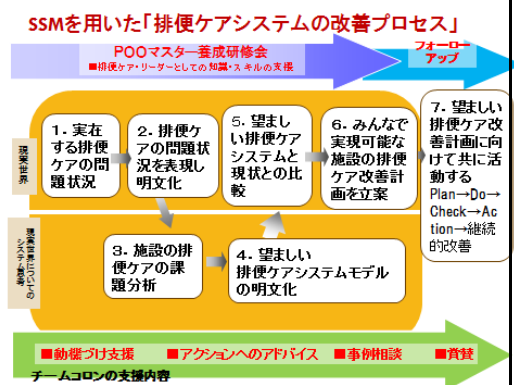 SSMを用いた「排便ケアシステムの改善プロセス」
POOマスター養成研修会
■排便ケア・リーダーとしての知識・スキルの支援
フォーロー
アップ
現実世界
1. 実在
する排便
ケアの問
題状況
2. 排便ケ
アの問題状
況を表現し
明文化
5. 望まし
い排便ケア
システムと
現状との比
較
6. みんなで
実現可能な
施設の排便
ケア改善計
画を立案
7. 望ましい
排便ケア改
善計画に向
けて共に活
動する
Plan→Do→
Check→Ac
tion→継続
的改善
現実世界についての
システム思考
3. 施設の排
便ケアの課
題分析
4. 望ましい
排便ケアシステムモデル
の明文化
■動機づけ支援 ■アクションへのアドバイス ■事例相談 ■賞賛
チームコロンの支援内容